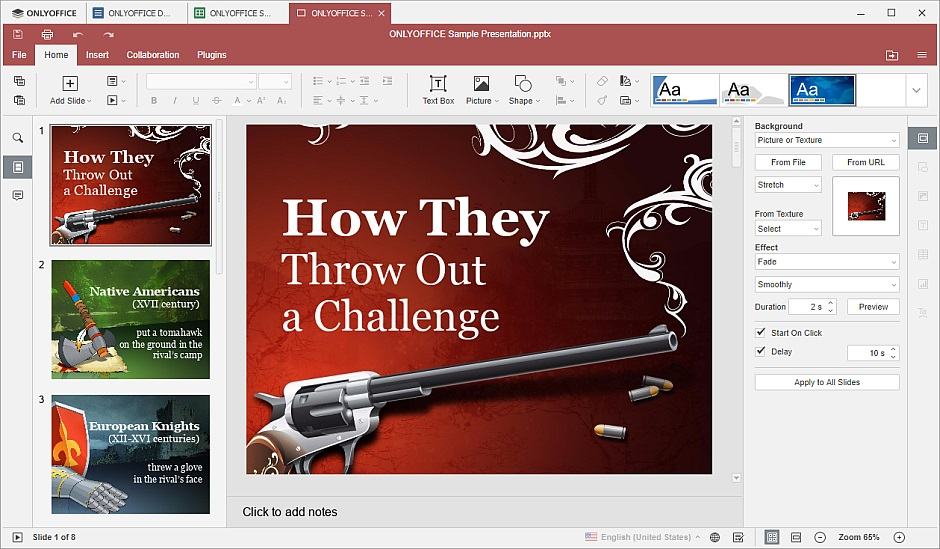 ONLYOFFICE
ONLYOFFICE D...
ONLYOFFICE S...
ONLYOFFICE S...
ONLYOFFICE Sample Presentation.pptx
File
Home
Insert
Collaboration
Plugins
Add Slide
B I U S A A² A₂
Text Box
Picture
Shape
Aa
Aa
Aa
1
How They
Throw Out
a Challenge
2
Native Americans
(XVII century)
put a tomahawk
on the ground in the
rival's camp
3
European Knights
(XII-XVI centuries)
threw a glove
in the rival's face
How They
Throw Out
a Challenge
Click to add notes
Background
Picture or Texture
From File
From URL
Stretch
From Texture
Select
Effect
Fade
Smoothly
Duration
2 s
Preview
Start On Click
Delay
10 s
Apply to All Slides
Slide 1 of 8
English (United States)
Zoom 65%